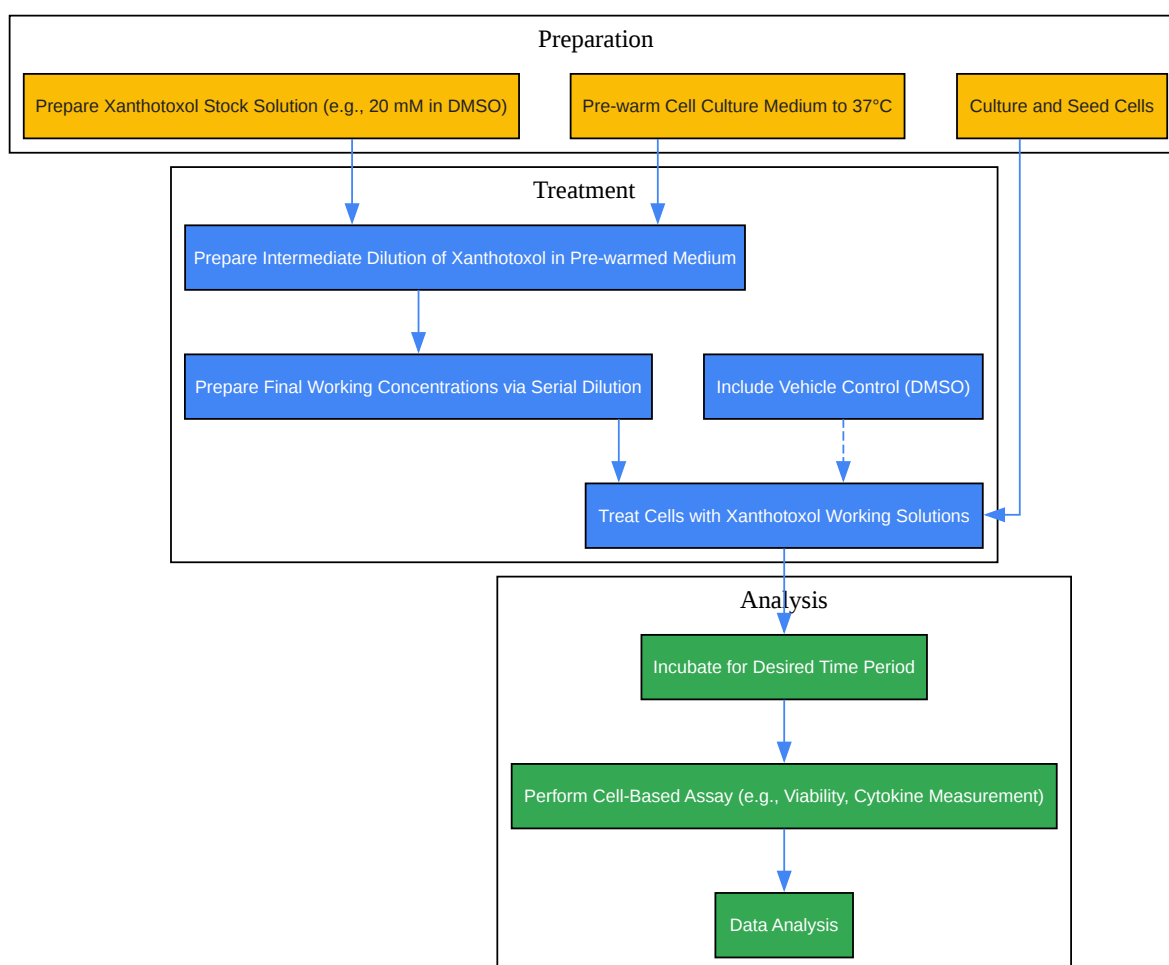 Preparation
Prepare Xanthotoxol Stock Solution (e.g., 20 mM in DMSO)
Pre-warm Cell Culture Medium to 37°C
Culture and Seed Cells
Treatment
Prepare Intermediate Dilution of Xanthotoxol in Pre-warmed Medium
Prepare Final Working Concentrations via Serial Dilution
Include Vehicle Control (DMSO)
Treat Cells with Xanthotoxol Working Solutions
Analysis
Incubate for Desired Time Period
Perform Cell-Based Assay (e.g., Viability, Cytokine Measurement)
Data Analysis